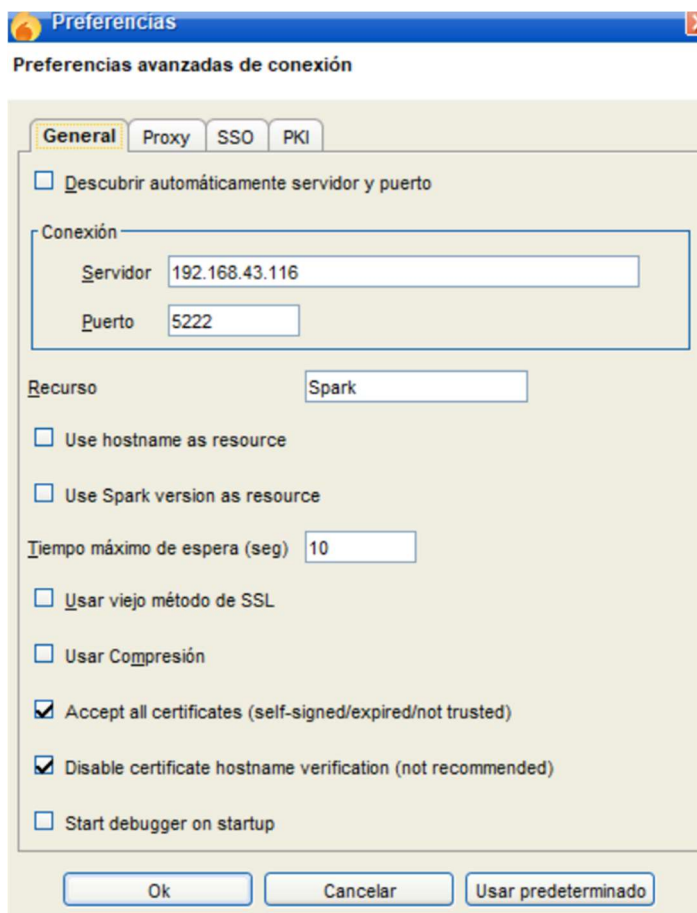 Preferencias
Preferencias avanzadas de conexión
General Proxy SSO PKI
Descubrir automáticamente servidor y puerto
Conexión
Servidor 192.168.43.116
Puerto 5222
Recurso Spark
Use hostname as resource
Use Spark version as resource
Tiempo máximo de espera (seg) 10
Usar viejo método de SSL
Usar Compresión
Accept all certificates (self-signed/expired/not trusted)
Disable certificate hostname verification (not recommended)
Start debugger on startup
Ok Cancelar Usar predeterminado